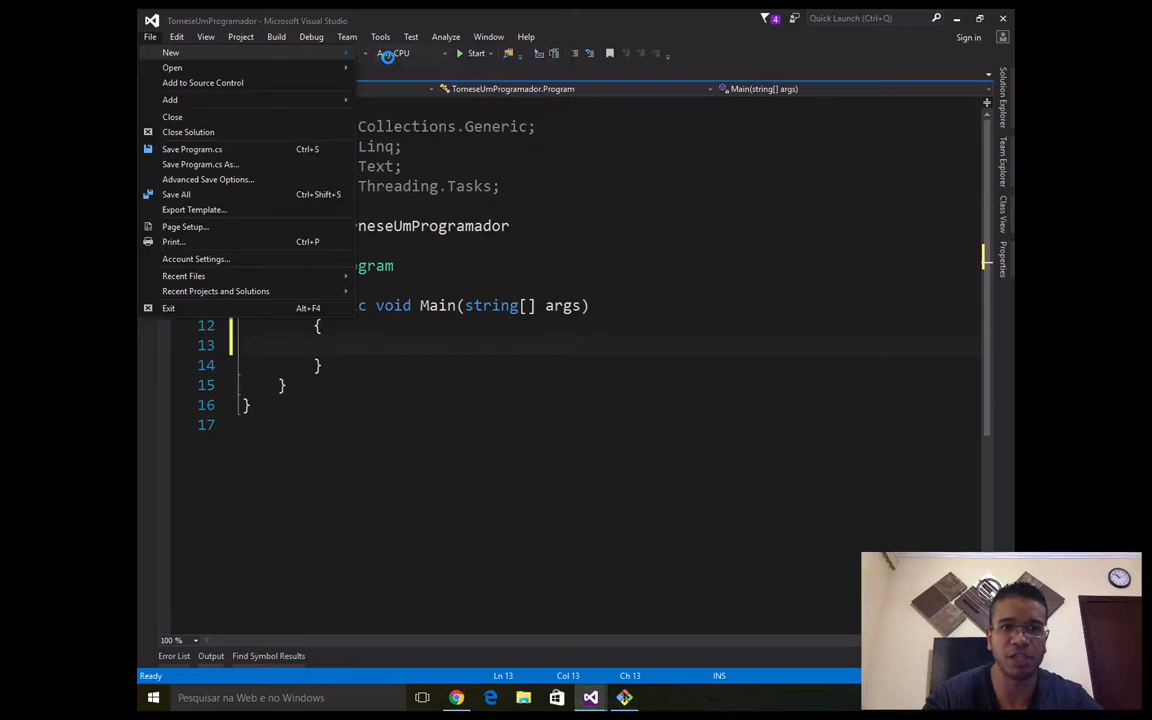 TorneseUmProgramador - Microsoft Visual Studio
4
Quick Launch (Ctrl+Q)
File Edit View Project Build Debug Team Tools Test Analyze Window Help
Sign in
New
Any CPU
Start
Open
Add to Source Control
TorneseUmProgramador.Program
Main(string[] args)
Add
Close
Collections.Generic;
Close Solution
Linq;
Save Program.cs Ctrl+S
Save Program.cs As...
Text;
Advanced Save Options...
Threading.Tasks;
Save All Ctrl+Shift+S
Export Template...
Page Setup...
rneseUmProgramador
Print... Ctrl+P
Account Settings...
ogram
Recent Files
Recent Projects and Solutions
Exit Alt+F4
c void Main(string[] args)
12 {
13
14 }
15 }
16 }
17
Solution Explorer
Team Explorer
Class View
Properties
100 %
Error List Output Find Symbol Results
Ready
Ln 13 Col 13 Ch 13 INS
Pesquisar na Web e no Windows